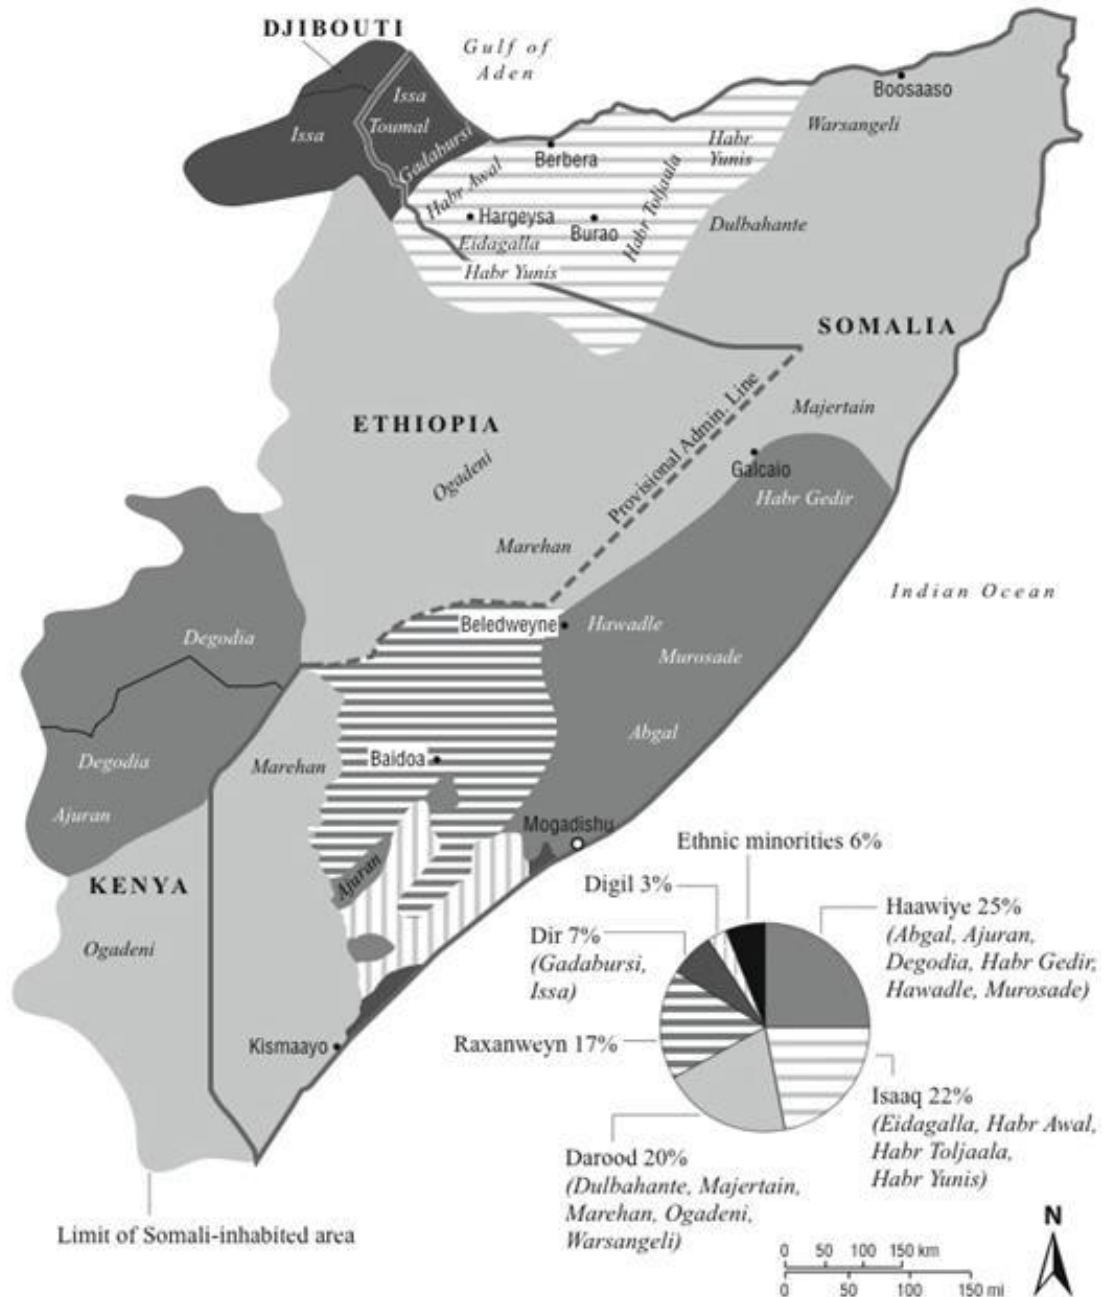 DJIBOUTI
Gulf of
Aden
Issa
Issa
Toumal
Gadabursi
Boosaaso
Warsangeli
Habr
Yunis
Berbera
Habr Awal
Habr Toljaala
Hargeysa
Burao
Eidagalla
Habr Yunis
Dulbahante
SOMALIA
ETHIOPIA
Ogadeni
Provisional Admin. Line
Majertain
Galcaio
Habr Gedir
Marehan
Indian Ocean
Beledweyne
Hawadle
Degodia
Murosade
Abgal
Degodia
Marehan
Baidoa
Ajuran
Mogadishu
Ajuran
KENYA
Ogadeni
Kismaayo
Limit of Somali-inhabited area
Ethnic minorities 6%
Digil 3%
Dir 7%
(Gadabursi,
Issa)
Raxanweyn 17%
Darood 20%
(Dulbahante, Majertain,
Marehan, Ogadeni,
Warsangeli)
Haawiye 25%
(Abgal, Ajuran,
Degodia, Habr Gedir,
Hawadle, Murosade)
Isaaq 22%
(Eidagalla, Habr Awal,
Habr Toljaala,
Habr Yunis)
N
0 50 100 150 km
0 50 100 150 mi